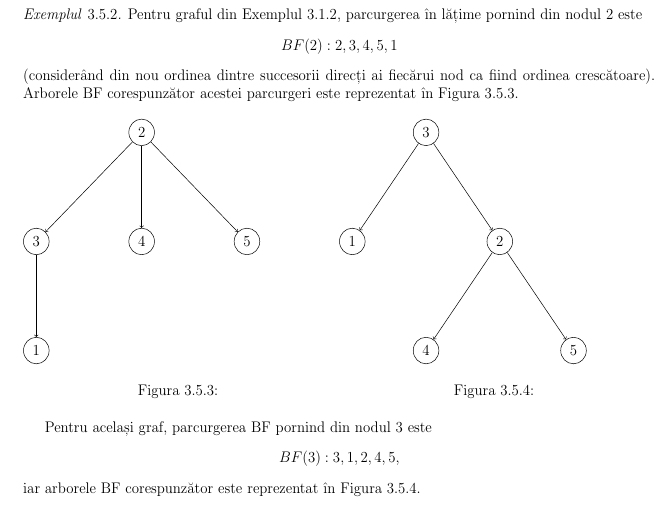 Exemplul 3.5.2. Pentru graful din Exemplul 3.1.2, parcurgerea în lățime pornind din nodul 2 este
BF(2) : 2, 3, 4, 5, 1
(considerând din nou ordinea dintre succesorii direcți ai fiecărui nod ca fiind ordinea crescătoare).
Arborele BF corespunzător acestei parcurgeri este reprezentat în Figura 3.5.3.
2
3
3
4
5
1
2
1
4
5
Figura 3.5.3:
Figura 3.5.4:
Pentru același graf, parcurgerea BF pornind din nodul 3 este
BF(3) : 3, 1, 2, 4, 5,
iar arborele BF corespunzător este reprezentat în Figura 3.5.4.